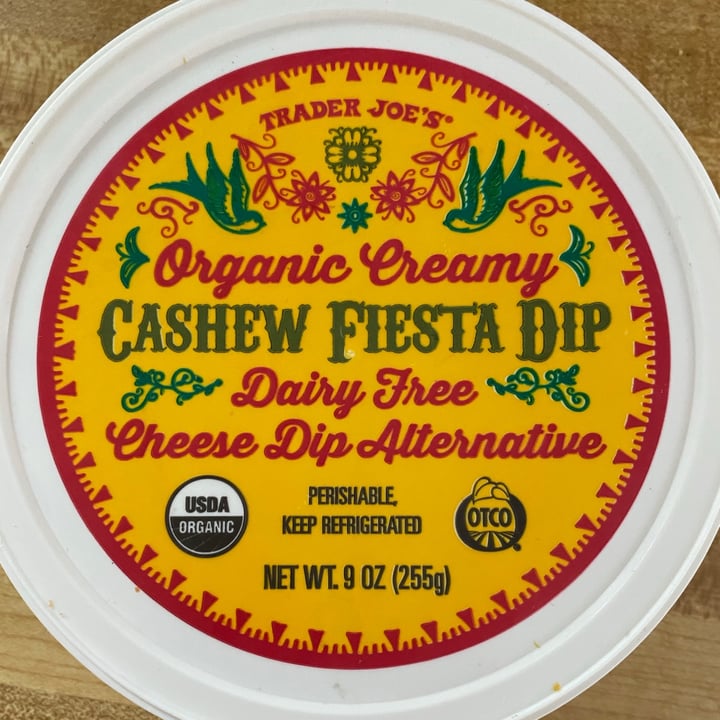 TRADER JOE'S®
Organic Creamy
CASHEW FIESTA DIP
Dairy Free
Cheese Dip Alternative
USDA
ORGANIC
PERISHABLE,
KEEP REFRIGERATED
OTCO
NET WT. 9 OZ (255g)